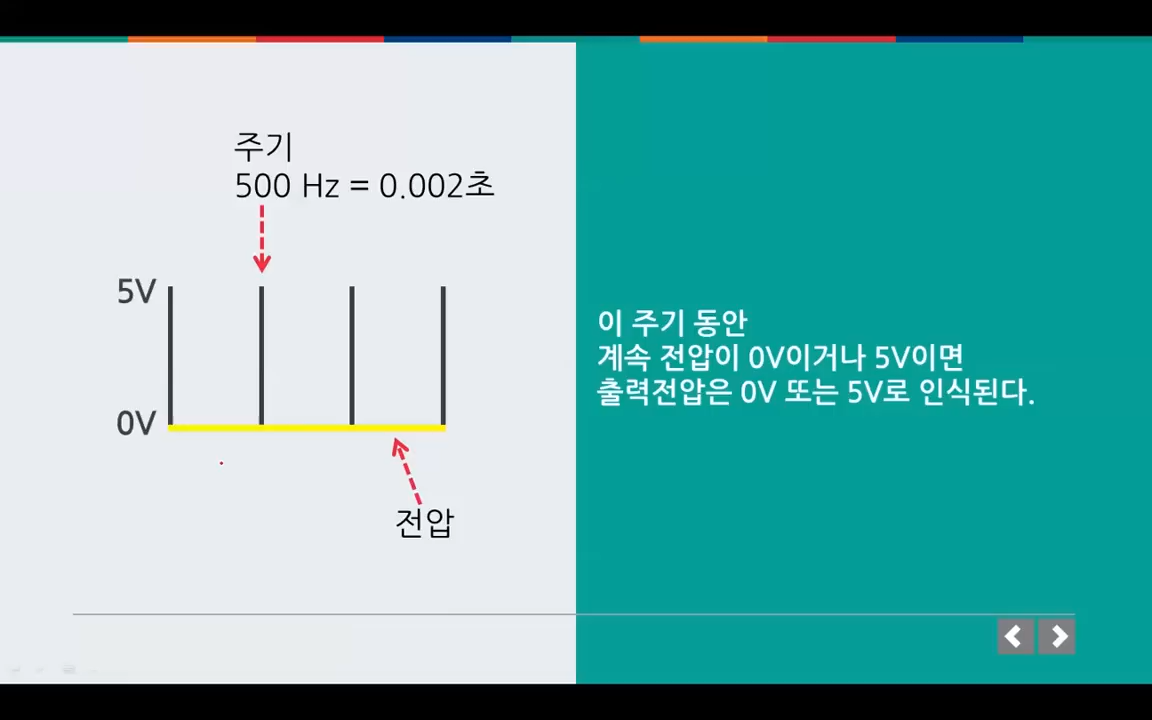 주기
500 Hz = 0.002초
5V
0V
전압
이 주기 동안
계속 전압이 0V이거나 5V이면
출력전압은 0V 또는 5V로 인식된다.